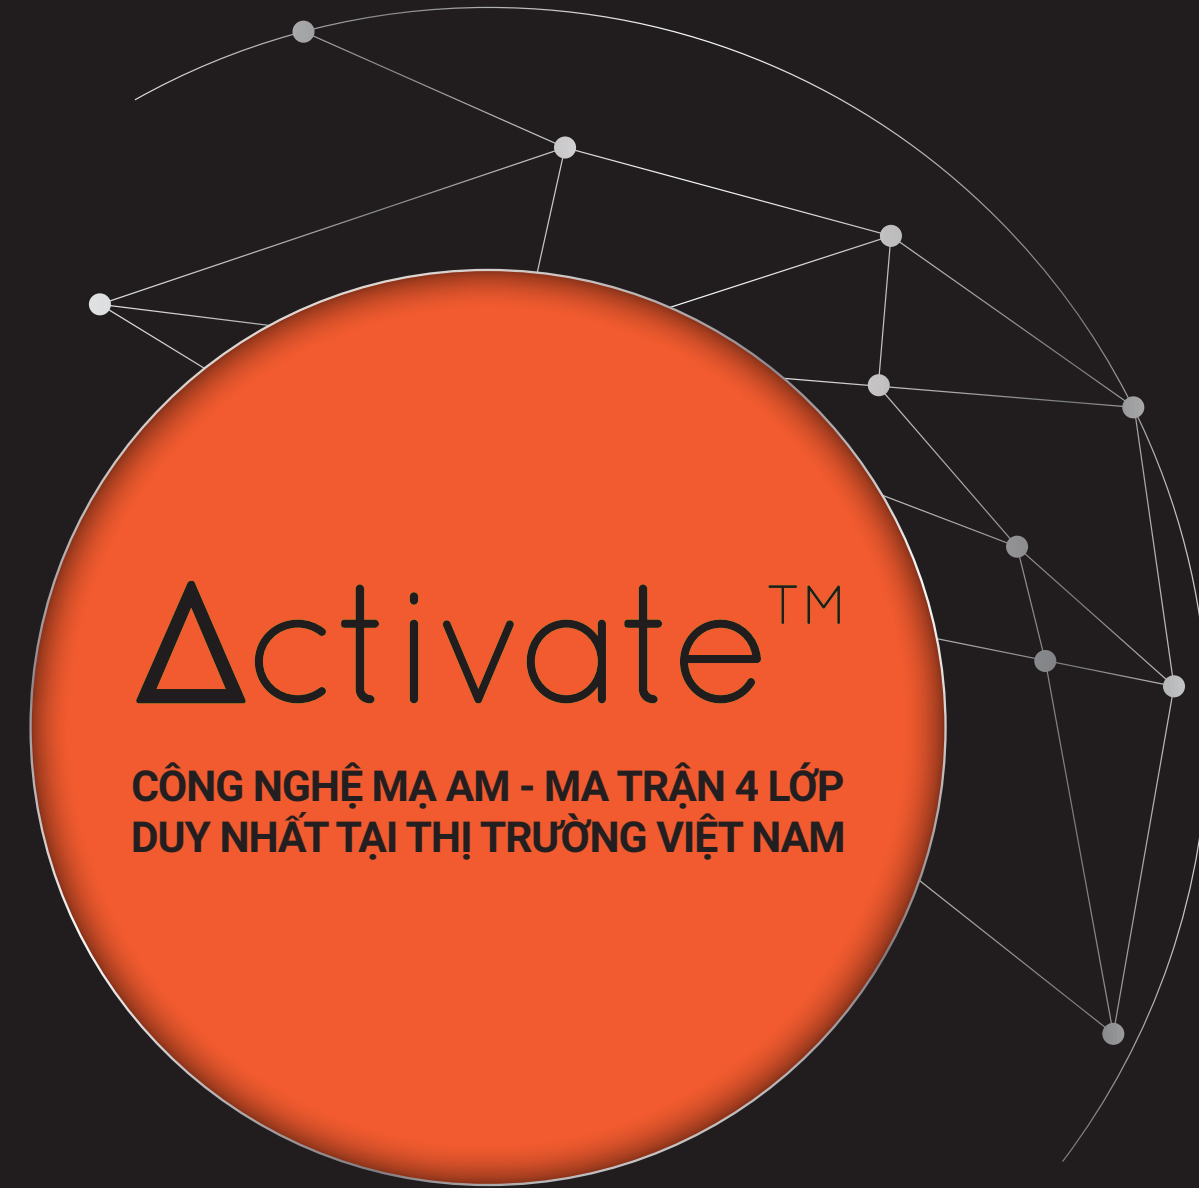 Activate™
CÔNG NGHỆ MẠ AM - MA TRẬN 4 LỚP
DUY NHẤT TẠI THỊ TRƯỜNG VIỆT NAM